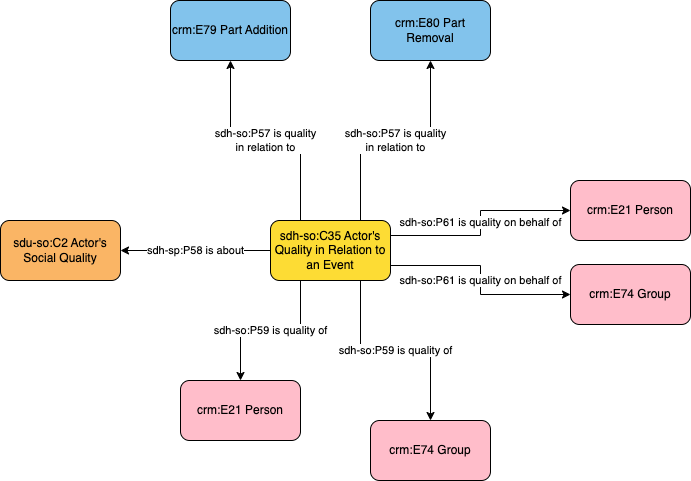 crm:E79 Part Addition
crm:E80 Part
Removal
sdh-so:P57 is quality
in relation to
sdh-so:P57 is quality
in relation to
crm:E21 Person
sdh-so:P61 is quality on behalf of
sdu-so:C2 Actor's
Social Quality
sdh-sp:P58 is about
sdh-so:C35 Actor's
Quality in Relation to
an Event
sdh-so:P61 is quality on behalf of
crm:E74 Group
sdh-so:P59 is quality of
sdh-so:P59 is quality of
crm:E21 Person
crm:E74 Group